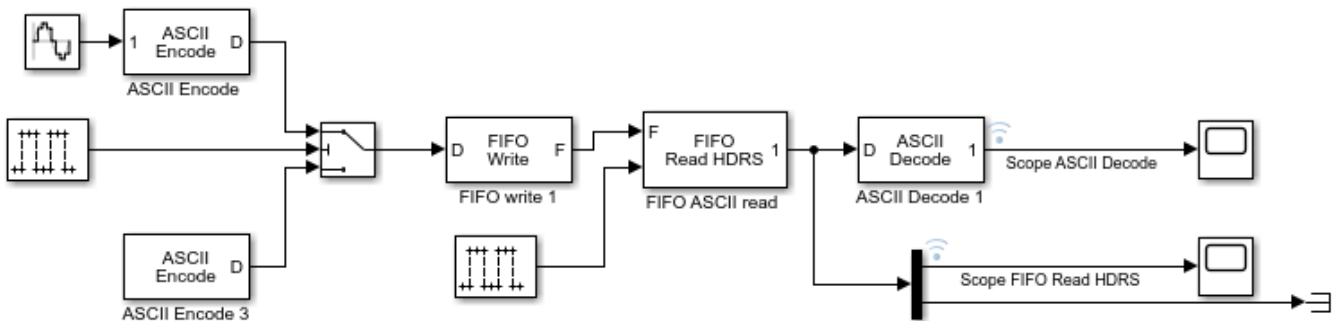 1 ASCII Encode D
ASCII Encode
D FIFO Write F
FIFO write 1
F FIFO Read HDRS 1
FIFO ASCII read
D ASCII Decode 1
ASCII Decode 1
Scope ASCII Decode
ASCII Encode D
ASCII Encode 3
Scope FIFO Read HDRS